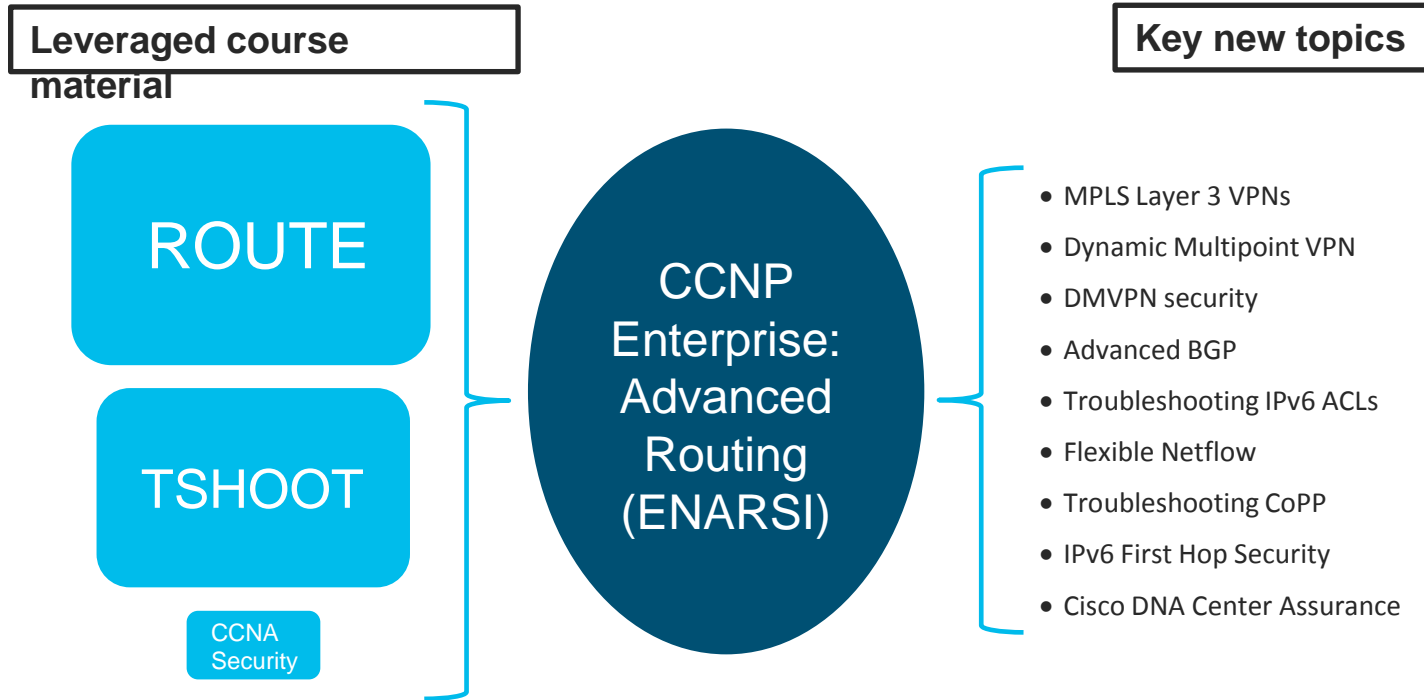 Leveraged course
material
Key new topics
ROUTE
TSHOOT
CCNA
Security
CCNP
Enterprise:
Advanced
Routing
(ENARSI)
• MPLS Layer 3 VPNs
• Dynamic Multipoint VPN
• DMVPN security
• Advanced BGP
• Troubleshooting IPv6 ACLs
• Flexible Netflow
• Troubleshooting CoPP
• IPv6 First Hop Security
• Cisco DNA Center Assurance